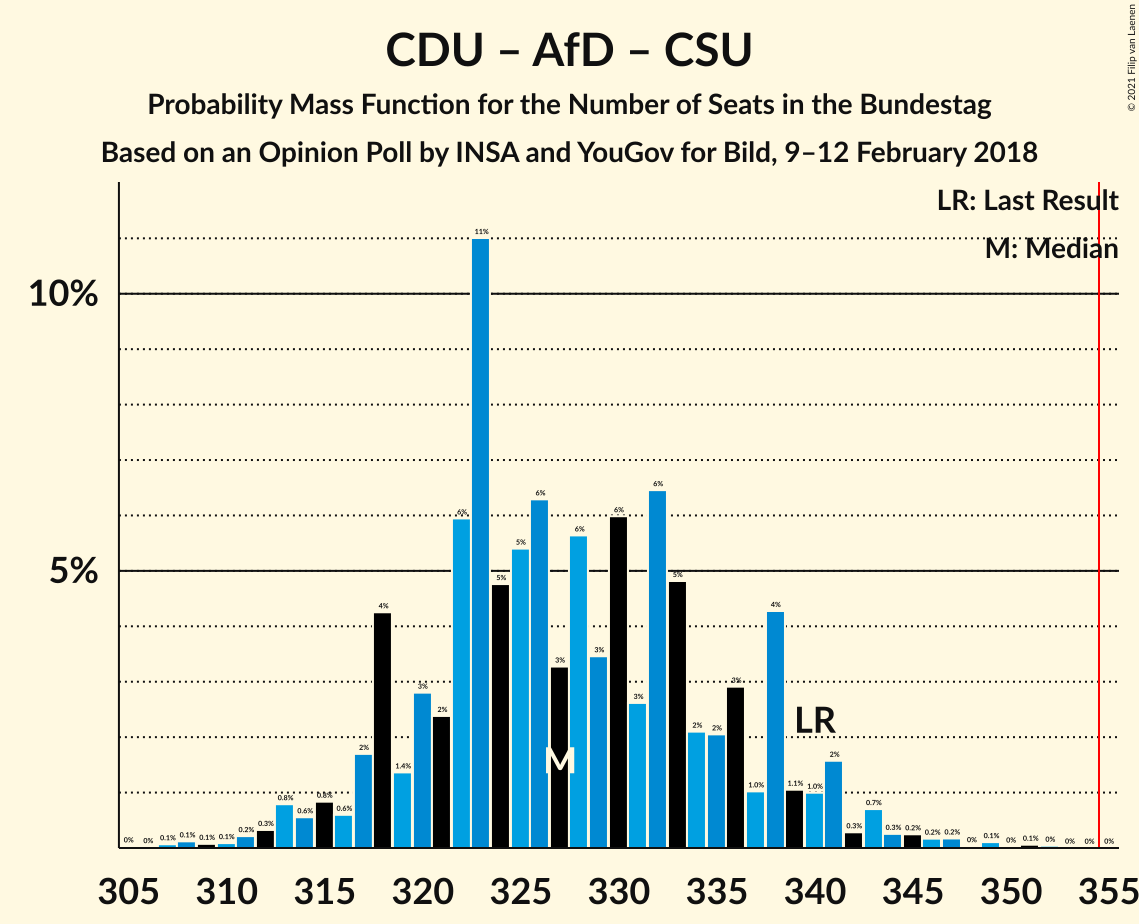 CDU – AfD – CSU
Probability Mass Function for the Number of Seats in the Bundestag
Based on an Opinion Poll by INSA and YouGov for Bild, 9–12 February 2018
© 2021 Filip van Laenen
LR: Last Result
M: Median
10%
5%
0% 0% 0.1% 0.1% 0.1% 0.1% 0.2% 0.3% 0.8% 0.6% 0.8% 0.6% 2% 4% 1.4% 3% 2% 6% 11% 5% 5% 6% 3% 6% 3% 6% 3% 6% 5% 2% 2% 3% 1.0% 4% 1.1% 1.0% 2% 0.3% 0.7% 0.3% 0.2% 0.2% 0.2% 0% 0.1% 0% 0.1% 0% 0% 0% 0%
M
LR
305 310 315 320 325 330 335 340 345 350 355